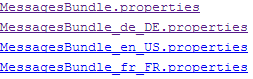 MessagesBundle.properties
MessagesBundle_de_DE.properties
MessagesBundle_en_US.properties
MessagesBundle_fr_FR.properties